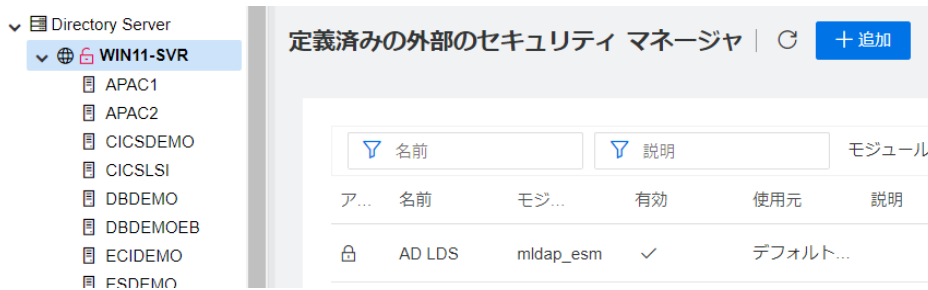 Directory Server
WIN11-SVR
APAC1
APAC2
CICSDEMO
CICSLSI
DBDEMO
DBDEMOEB
ECIDEMO
ESDEMO
定義済みの外部のセキュリティ マネージャ
追加
名前 説明 モジュール
ア... 名前 モジ... 有効 使用元 説明
AD LDS mldap_esm デフォルト...